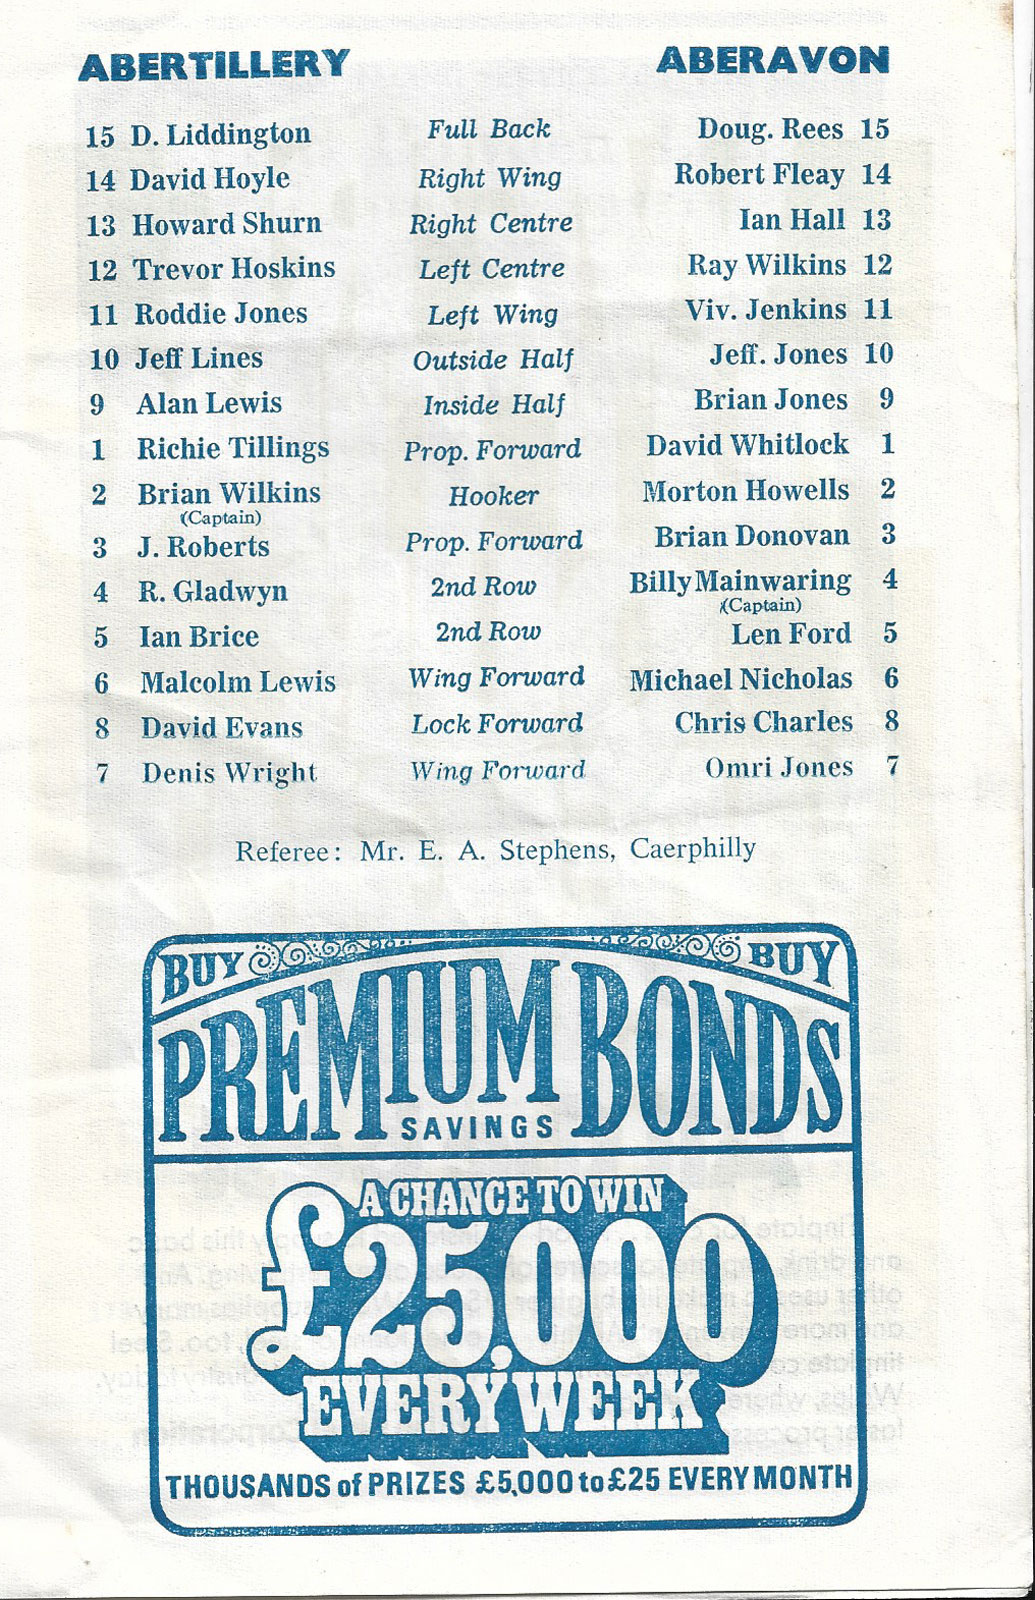 ABERTILLERY ABERAVON
15 D. Liddington Full Back Doug. Rees 15
14 David Hoyle Right Wing Robert Fleay 14
13 Howard Shurn Right Centre Ian Hall 13
12 Trevor Hoskins Left Centre Ray Wilkins 12
11 Roddie Jones Left Wing Viv. Jenkins 11
10 Jeff Lines Outside Half Jeff. Jones 10
9 Alan Lewis Inside Half Brian Jones 9
1 Richie Tillings Prop. Forward David Whitlock 1
2 Brian Wilkins Hooker Morton Howells 2
(Captain)
3 J. Roberts Prop. Forward Brian Donovan 3
4 R. Gladwyn 2nd Row Billy Mainwaring 4
(Captain)
5 Ian Brice 2nd Row Len Ford 5
6 Malcolm Lewis Wing Forward Michael Nicholas 6
8 David Evans Lock Forward Chris Charles 8
7 Denis Wright Wing Forward Omri Jones 7
Referee: Mr. E. A. Stephens, Caerphilly
BUY BUY
PREMIUM BONDS
SAVINGS
A CHANCE TO WIN
£25,000
EVERY WEEK
THOUSANDS of PRIZES £5,000 to £25 EVERY MONTH